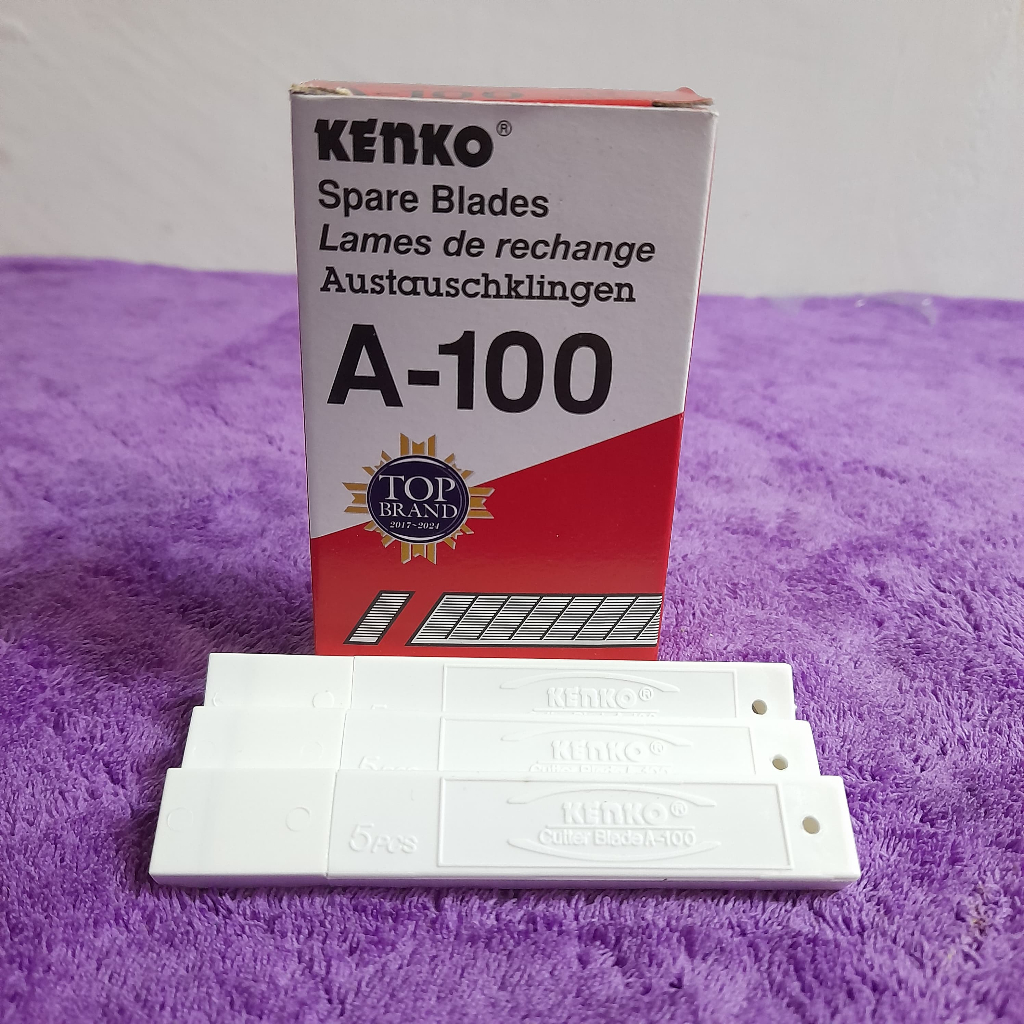 A-100
KENKO®
Spare Blades
Lames de rechange
Austauschklingen
A-100
TOP
BRAND
2017~2024
KENKO®
KENKO®
5PCS
KENKO®
Cutter Blade A-100